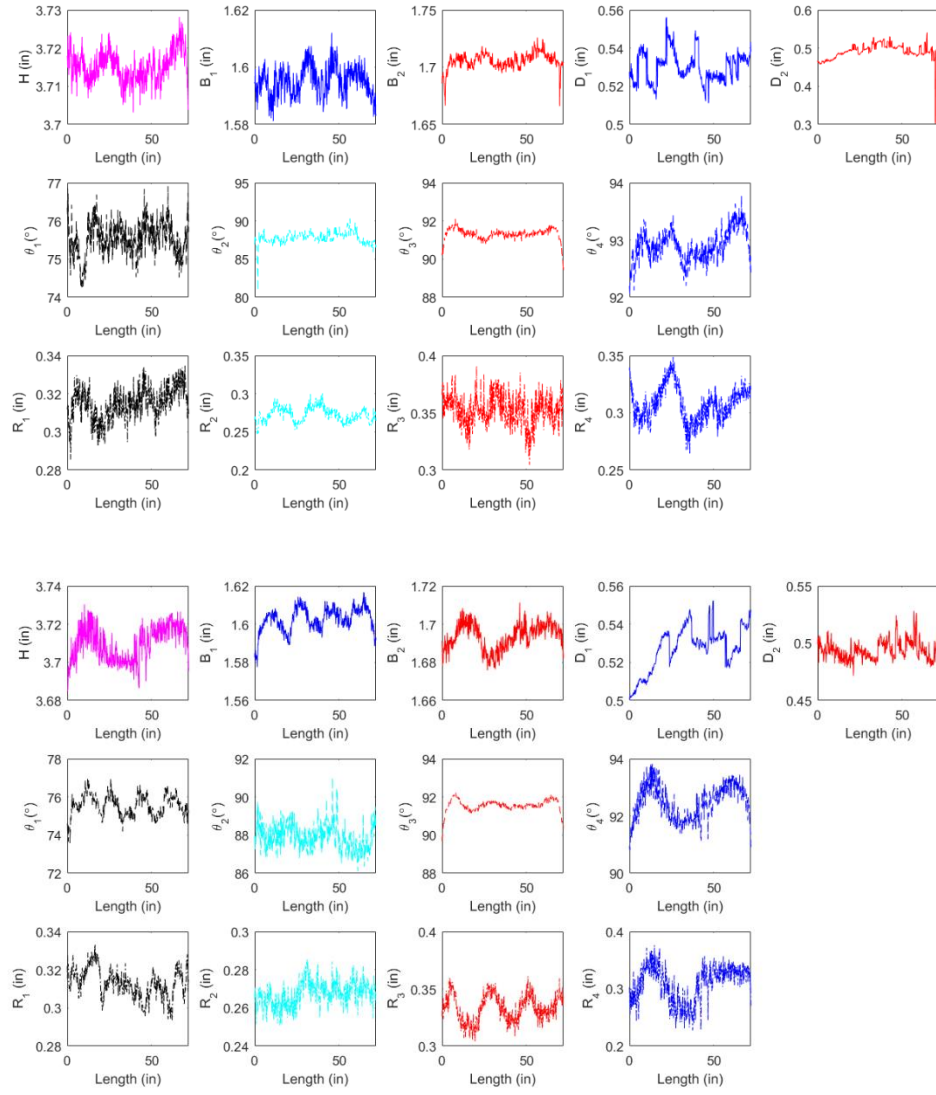 H (in)
3.73
3.72
3.71
3.7
0 50
Length (in)
B1 (in)
1.62
1.6
1.58
0 50
Length (in)
B2 (in)
1.75
1.7
1.65
0 50
Length (in)
D1 (in)
0.56
0.54
0.52
0.5
0 50
Length (in)
D2 (in)
0.6
0.5
0.4
0.3
0 50
Length (in)
θ1(°)
77
76
75
74
0 50
Length (in)
θ2(°)
95
90
85
80
0 50
Length (in)
θ3(°)
94
92
90
88
0 50
Length (in)
θ4(°)
94
93
92
0 50
Length (in)
R1 (in)
0.34
0.32
0.3
0.28
0 50
Length (in)
R2 (in)
0.35
0.3
0.25
0.2
0 50
Length (in)
R3 (in)
0.4
0.35
0.3
0 50
Length (in)
R4 (in)
0.35
0.3
0.25
0 50
Length (in)
H (in)
3.74
3.72
3.7
3.68
0 50
Length (in)
B1 (in)
1.62
1.6
1.58
1.56
0 50
Length (in)
B2 (in)
1.72
1.7
1.68
1.66
0 50
Length (in)
D1 (in)
0.56
0.54
0.52
0.5
0 50
Length (in)
D2 (in)
0.55
0.5
0.45
0 50
Length (in)
θ1(°)
78
76
74
72
0 50
Length (in)
θ2(°)
92
90
88
86
0 50
Length (in)
θ3(°)
94
92
90
88
0 50
Length (in)
θ4(°)
94
92
90
0 50
Length (in)
R1 (in)
0.34
0.32
0.3
0.28
0 50
Length (in)
R2 (in)
0.3
0.28
0.26
0.24
0 50
Length (in)
R3 (in)
0.4
0.35
0.3
0 50
Length (in)
R4 (in)
0.4
0.3
0.2
0 50
Length (in)